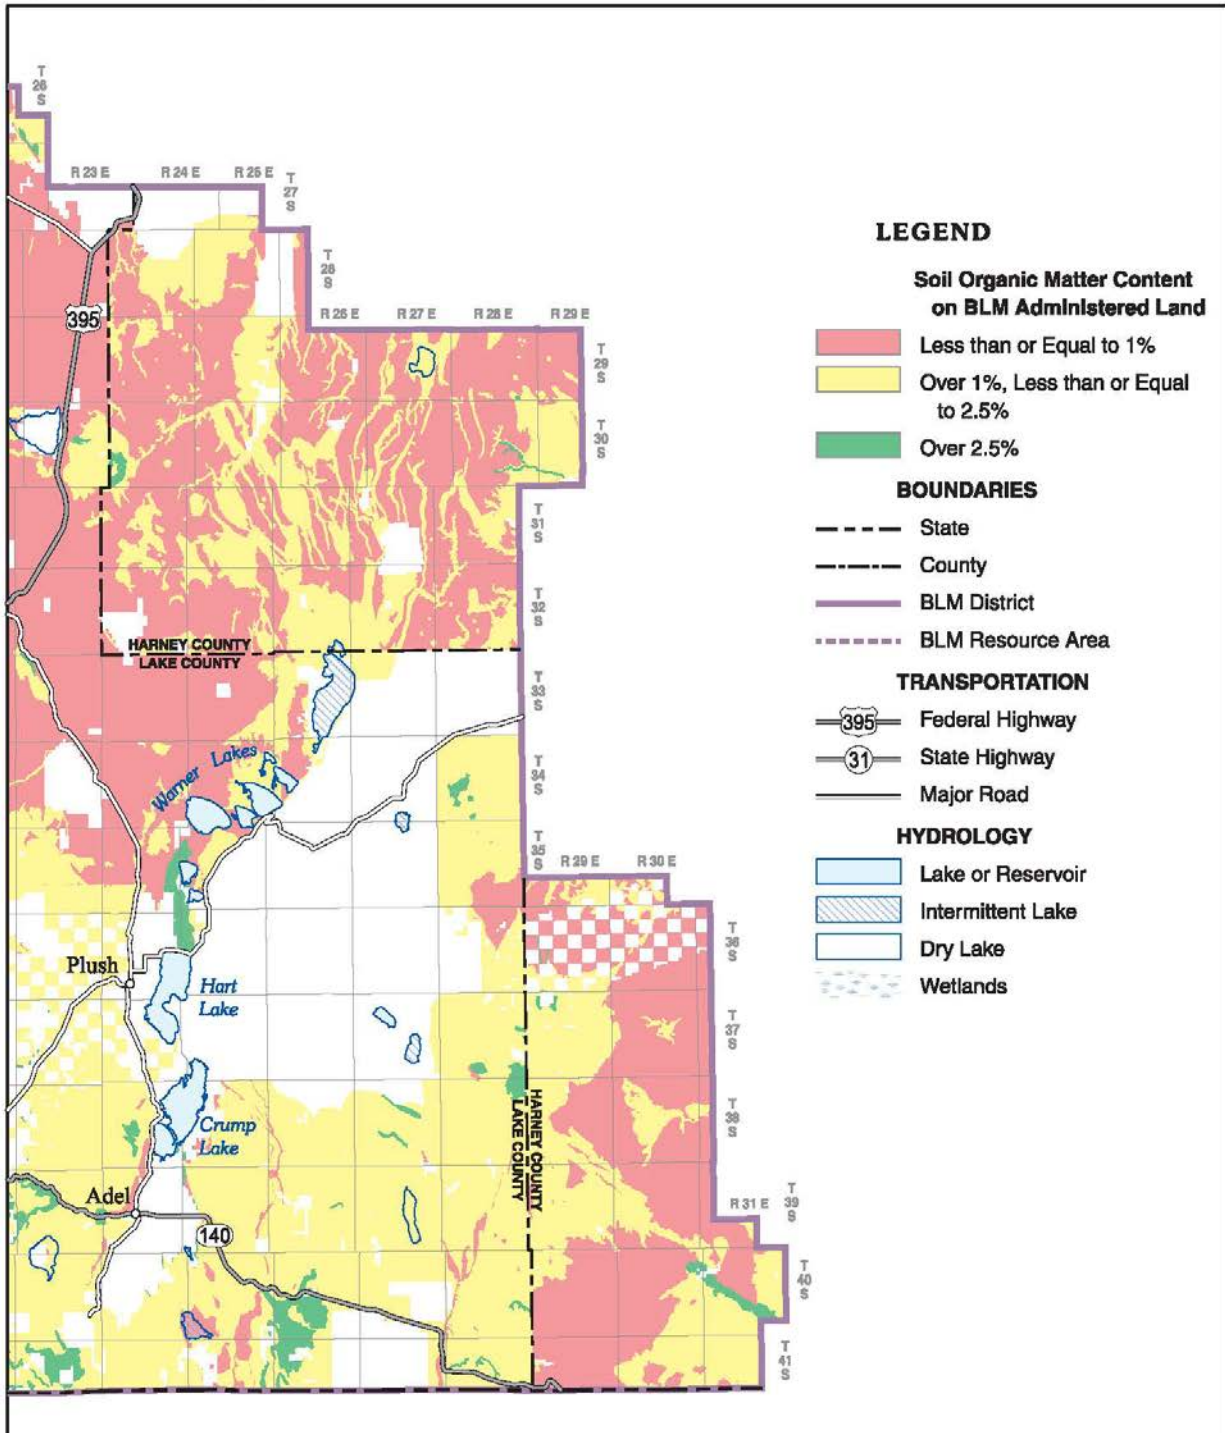 T
26
S
R 23 E
R 24 E
R 25 E
T
27
S
T
28
S
395
R 26 E
R 27 E
R 28 E
R 29 E
T
29
S
T
30
S
T
31
S
T
32
S
HARNEY COUNTY
LAKE COUNTY
T
33
S
Warner Lakes
T
34
S
T
35
S
R 29 E
R 30 E
T
36
S
Plush
Hart
Lake
T
37
S
HARNEY COUNTY
LAKE COUNTY
T
38
S
Crump
Lake
Adel
R 31 E
T
39
S
140
T
40
S
T
41
S
LEGEND
Soil Organic Matter Content
on BLM Administered Land
Less than or Equal to 1%
Over 1%, Less than or Equal
to 2.5%
Over 2.5%
BOUNDARIES
State
County
BLM District
BLM Resource Area
TRANSPORTATION
395 Federal Highway
31 State Highway
Major Road
HYDROLOGY
Lake or Reservoir
Intermittent Lake
Dry Lake
Wetlands